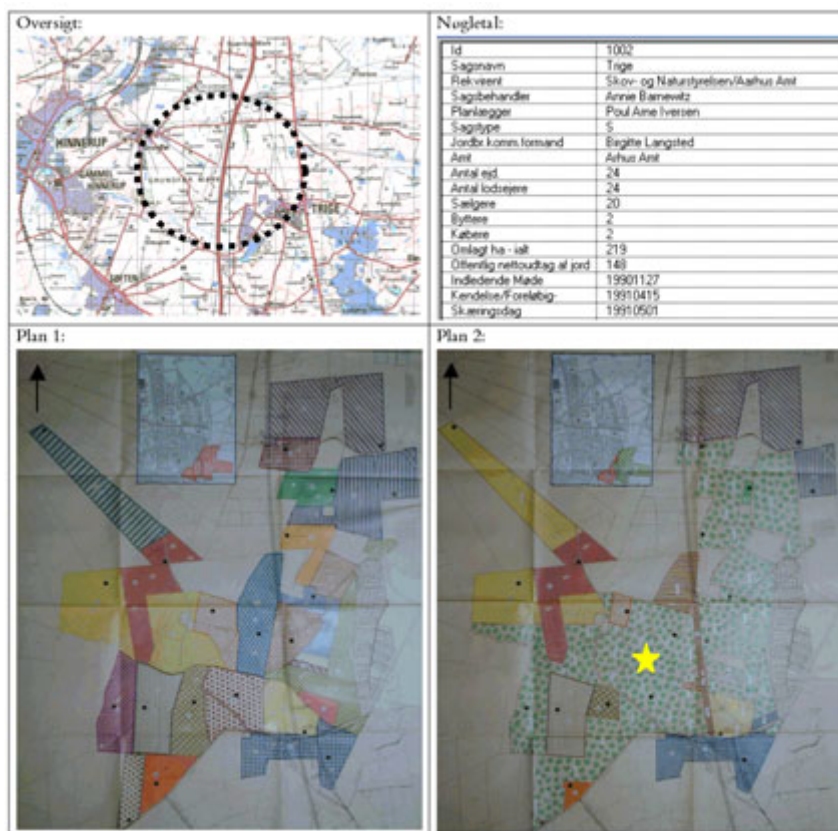 Oversigt:
HINNERUP
GAMMEL
HINNERUP
TRIGE
SØFTEN
Nøgletal:
Id 1002
Sagsnavn Trige
Rekvirent Skov- og Naturstyrelsen/Aarhus Amt
Sagsbehandler Annie Barnewitz
Planlægger Poul Arne Iversen
Sagstype S
Jordbr.komm.formand Birgitte Langsted
Amt Århus Amt
Antal ejd. 24
Antal lodsejere 24
Sælgere 20
Byttere 2
Købere 2
Omlagt ha - ialt 219
Offentlig nettoudtag af jord 148
Indledende Møde 19901127
Kendelse/Foreløbig- 19910415
Skæringsdag 19910501
Plan 1:
Plan 2: